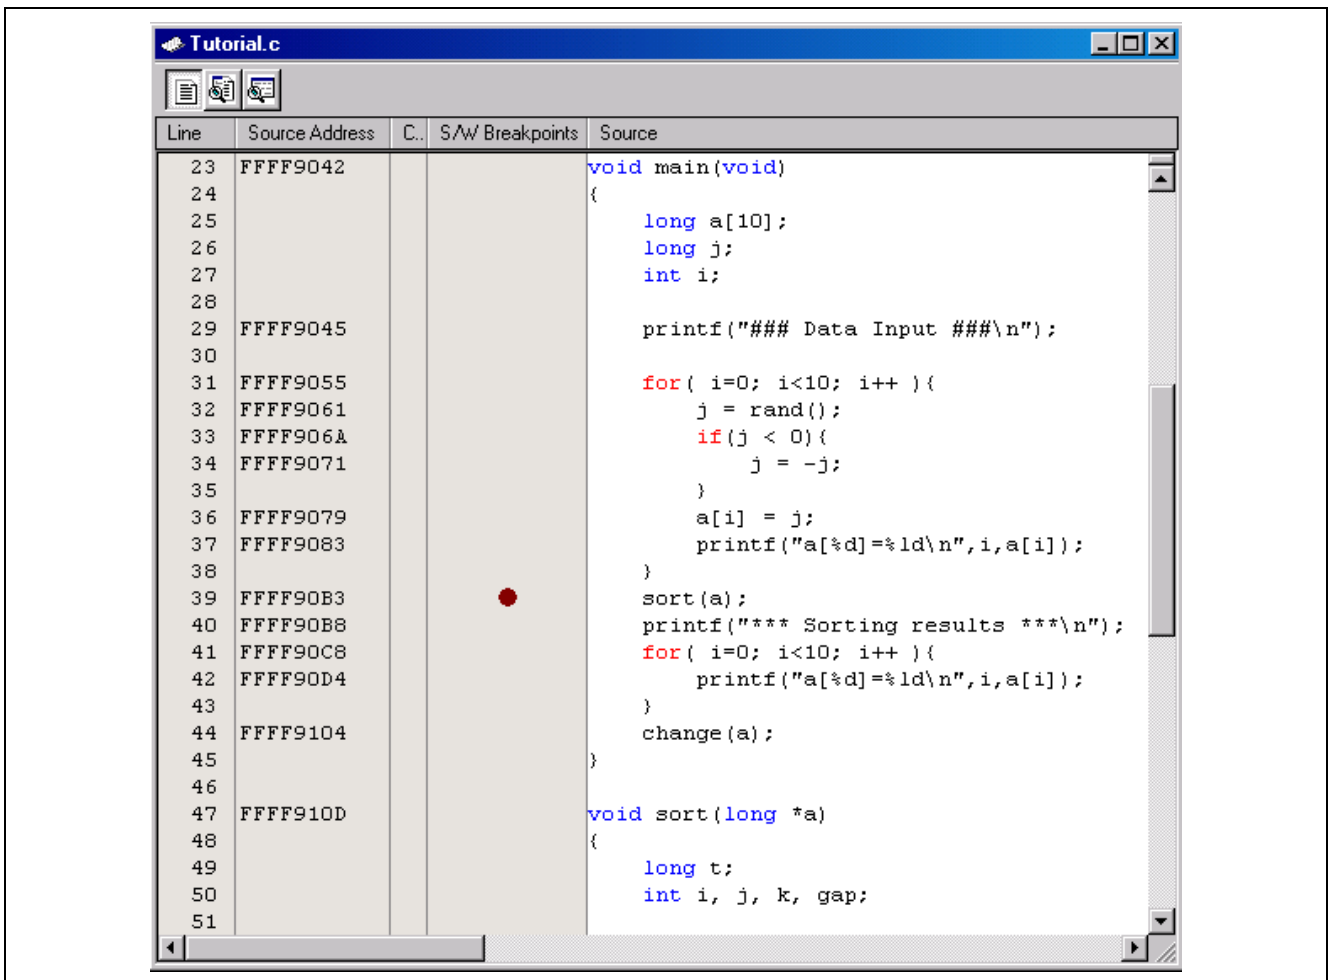 Tutorial.c
Line Source Address C.. S/W Breakpoints Source
23 FFFF9042 void main(void)
24 {
25 long a[10];
26 long j;
27 int i;
28
29 FFFF9045 printf("### Data Input ###\n");
30
31 FFFF9055 for( i=0; i<10; i++ ){
32 FFFF9061 j = rand();
33 FFFF906A if(j < 0){
34 FFFF9071 j = -j;
35 }
36 FFFF9079 a[i] = j;
37 FFFF9083 printf("a[%d]=%ld\n",i,a[i]);
38 }
39 FFFF90B3 sort(a);
40 FFFF90B8 printf("*** Sorting results ***\n");
41 FFFF90C8 for( i=0; i<10; i++ ){
42 FFFF90D4 printf("a[%d]=%ld\n",i,a[i]);
43 }
44 FFFF9104 change(a);
45 }
46
47 FFFF910D void sort(long *a)
48 {
49 long t;
50 int i, j, k, gap;
51